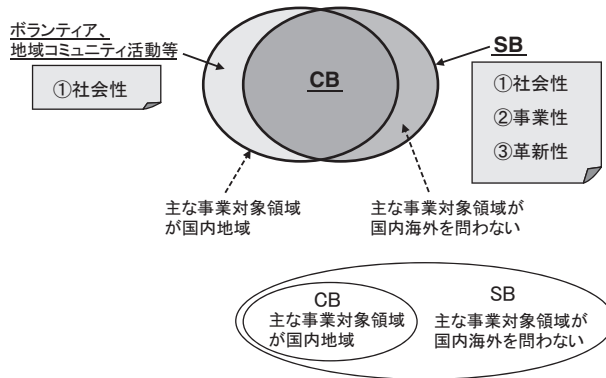 ボランティア、
地域コミュニティ活動等
①社会性
CB
SB
①社会性
②事業性
③革新性
主な事業対象領域
が国内地域
主な事業対象領域が
国内海外を問わない
CB
主な事業対象領域
が国内地域
SB
主な事業対象領域が
国内海外を問わない